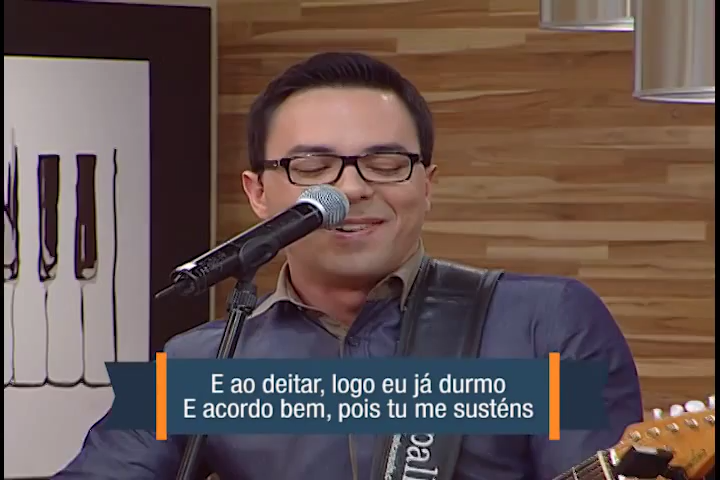 E ao deitar, logo eu já durmo
E acordo bem, pois tu me susténs